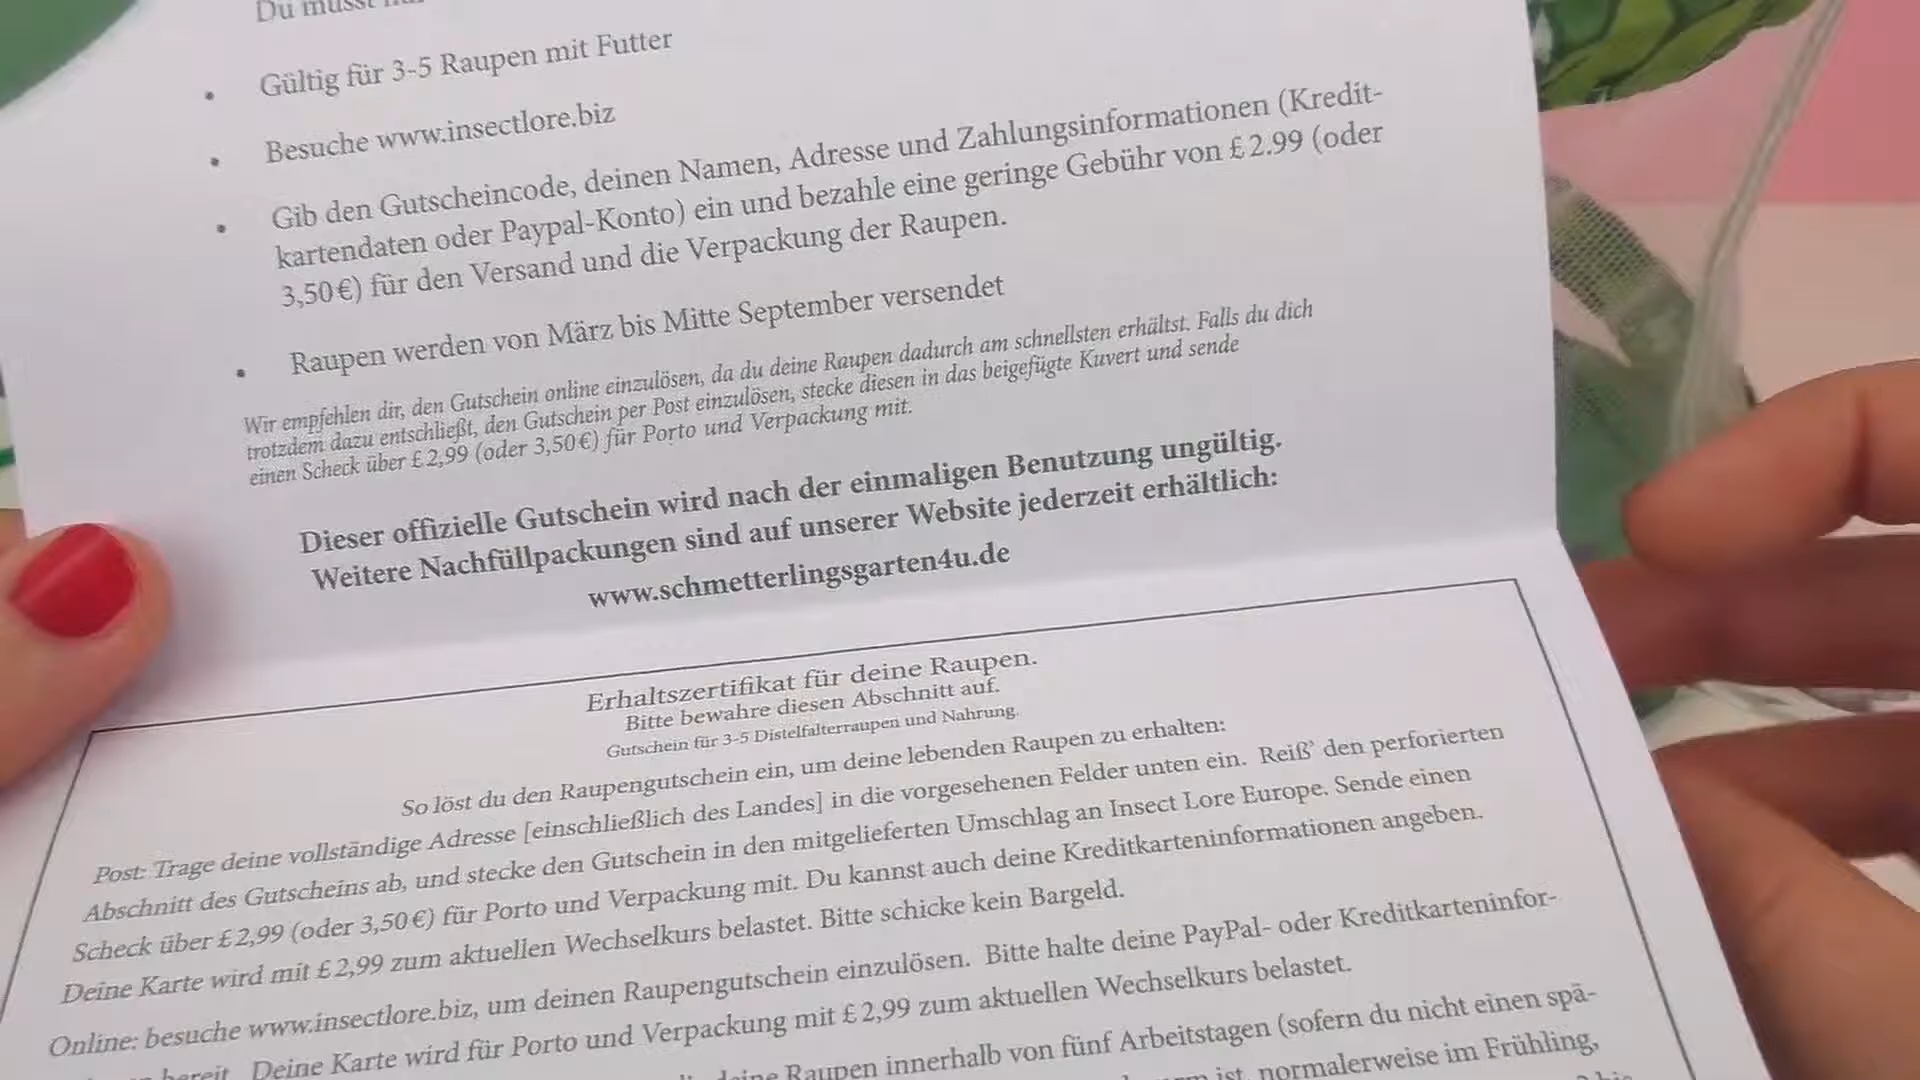 Du musst
Gültig für 3-5 Raupen mit Futter
Besuche www.insectlore.biz
Gib den Gutscheincode, deinen Namen, Adresse und Zahlungsinformationen (Kredit-
kartendaten oder Paypal-Konto) ein und bezahle eine geringe Gebühr von £ 2.99 (oder
3,50 €) für den Versand und die Verpackung der Raupen.
Raupen werden von März bis Mitte September versendet
Wir empfehlen dir, den Gutschein online einzulösen, da du deine Raupen dadurch am schnellsten erhältst. Falls du dich
trotzdem dazu entschließt, den Gutschein per Post einzulösen, stecke diesen in das beigefügte Kuvert und sende
einen Scheck über £ 2,99 (oder 3,50 €) für Porto und Verpackung mit.
Dieser offizielle Gutschein wird nach der einmaligen Benutzung ungültig.
Weitere Nachfüllpackungen sind auf unserer Website jederzeit erhältlich:
www.schmetterlingsgarten4u.de
Erhaltszertifikat für deine Raupen.
Bitte bewahre diesen Abschnitt auf.
Gutschein für 3-5 Distelfalterraupen und Nahrung.
So löst du den Raupengutschein ein, um deine lebenden Raupen zu erhalten:
Post: Trage deine vollständige Adresse [einschließlich des Landes] in die vorgesehenen Felder unten ein. Reiß' den perforierten
Abschnitt des Gutscheins ab, und stecke den Gutschein in den mitgelieferten Umschlag an Insect Lore Europe. Sende einen
Scheck über £ 2,99 (oder 3,50 €) für Porto und Verpackung mit. Du kannst auch deine Kreditkarteninformationen angeben.
Deine Karte wird mit £ 2,99 zum aktuellen Wechselkurs belastet. Bitte schicke kein Bargeld.
Online: besuche www.insectlore.biz, um deinen Raupengutschein einzulösen. Bitte halte deine PayPal- oder Kreditkarteninfor-
bereit. Deine Karte wird für Porto und Verpackung mit £ 2,99 zum aktuellen Wechselkurs belastet.
deine Raupen innerhalb von fünf Arbeitstagen (sofern du nicht einen spä-
ist, normalerweise im Frühling,